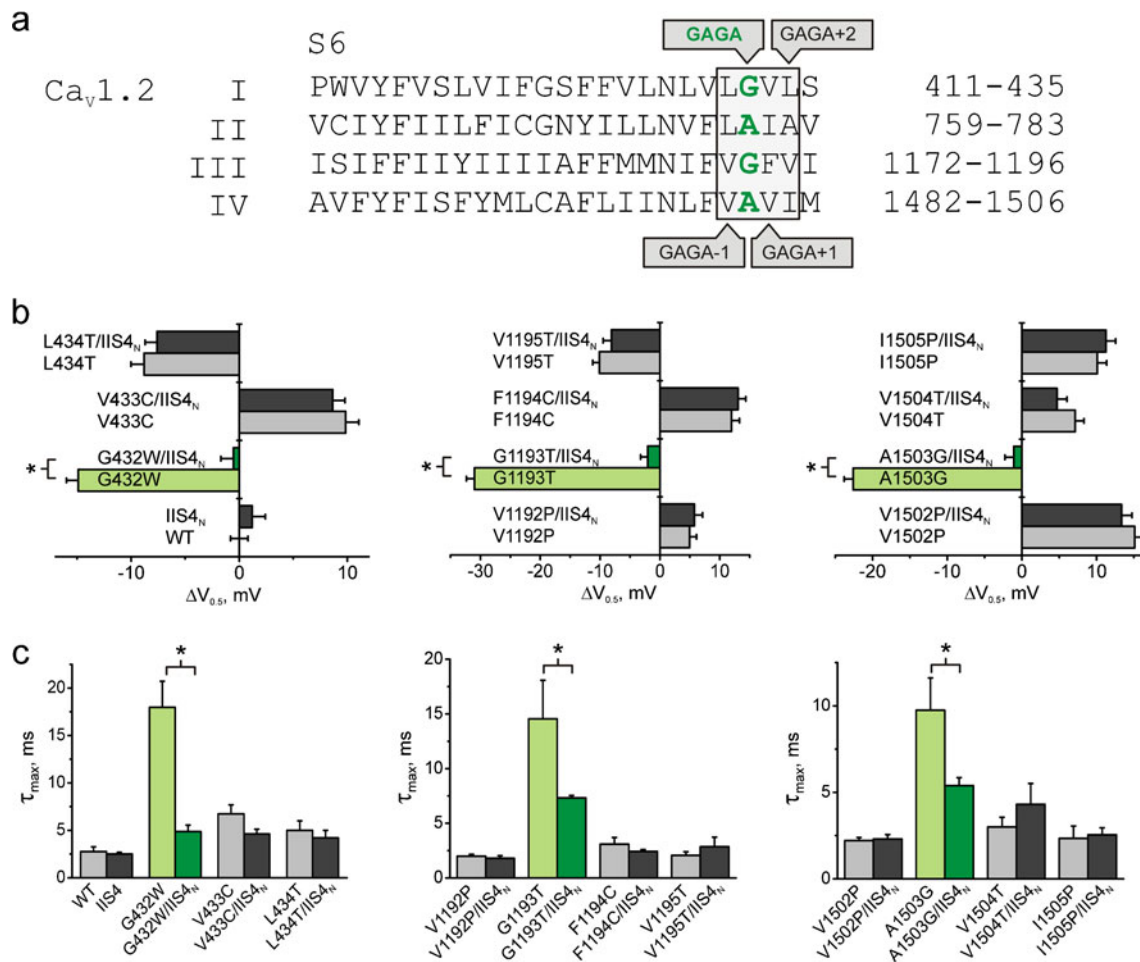 a
S6
GAGA GAGA+2
CaV1.2 I PWVYFVSLVIFGSFFVLNLVLGVLS 411-435
II VCIYFIILFICGNYILLNVFLAIAV 759-783
III ISIFFIIYIIIIAFFMMNIFVGFVI 1172-1196
IV AVFYFISFYMLCAFLIINLFVAVIM 1482-1506
GAGA-1 GAGA+1
b
L434T/IIS4N
L434T
V433C/IIS4N
V433C
G432W/IIS4N
*
G432W
IIS4N
WT
-10 0 10
ΔV0.5, mV
V1195T/IIS4N
V1195T
F1194C/IIS4N
F1194C
G1193T/IIS4N
*
G1193T
V1192P/IIS4N
V1192P
-30 -20 -10 0 10
ΔV0.5, mV
I1505P/IIS4N
I1505P
V1504T/IIS4N
V1504T
A1503G/IIS4N
*
A1503G
V1502P/IIS4N
V1502P
-20 -10 0 10
ΔV0.5, mV
c
τmax, ms
20
15
10
5
0
*
WT
IIS4
G432W
G432W/IIS4N
V433C
V433C/IIS4N
L434T
L434T/IIS4N
τmax, ms
20
15
10
5
0
*
V1192P
V1192P/IIS4N
G1193T
G1193T/IIS4N
F1194C
F1194C/IIS4N
V1195T
V1195T/IIS4N
τmax, ms
10
5
0
*
V1502P
V1502P/IIS4N
A1503G
A1503G/IIS4N
V1504T
V1504T/IIS4N
I1505P
I1505P/IIS4N